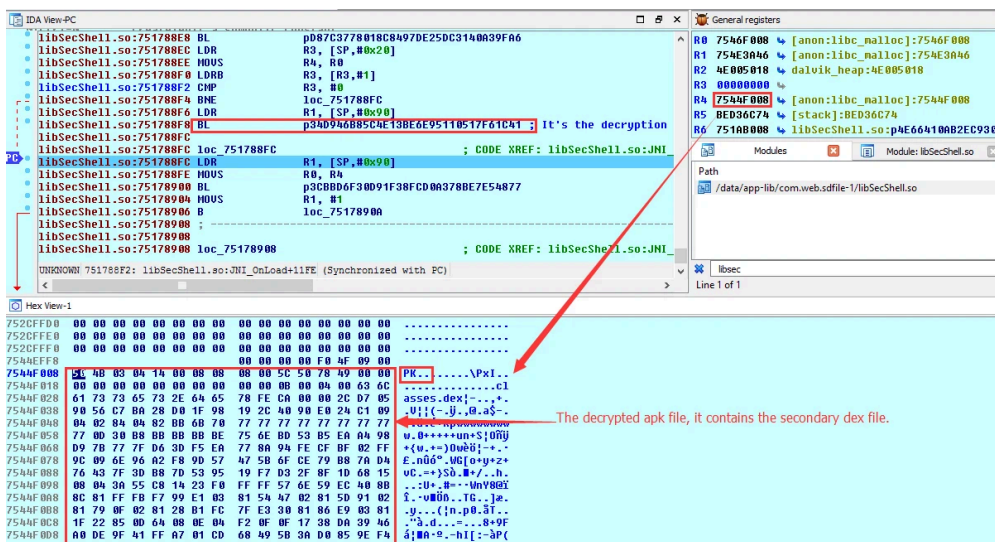 IDA View-PC
libSecShell.so:751788E8 BL pD87C3778018C8497DE25DC3140A39FA6
libSecShell.so:751788EC LDR R3, [SP,#0x20]
libSecShell.so:751788EE MOVS R4, R0
libSecShell.so:751788F0 LDRB R3, [R3,#1]
libSecShell.so:751788F2 CMP R3, #0
libSecShell.so:751788F4 BNE loc_751788FC
libSecShell.so:751788F6 LDR R1, [SP,#0x90]
libSecShell.so:751788F8 BL p34D946B85C4E13BE6E95110517F61C41 ; It's the decryption
libSecShell.so:751788FC
libSecShell.so:751788FC loc_751788FC ; CODE XREF: libSecShell.so:JNI_
PC
libSecShell.so:751788FC LDR R1, [SP,#0x90]
libSecShell.so:751788FE MOVS R0, R4
libSecShell.so:75178900 BL p3CBBD6F30D91F38FCD0A378BE7E54877
libSecShell.so:75178904 MOVS R1, #1
libSecShell.so:75178906 B loc_7517890A
libSecShell.so:75178908 ; ---------------------------------------------------------------------------
libSecShell.so:75178908
libSecShell.so:75178908 loc_75178908 ; CODE XREF: libSecShell.so:JNI_
UNKNOWN 751788F2: libSecShell.so:JNI_OnLoad+11FE (Synchronized with PC)
General registers
R0 7546F008 [anon:libc_malloc]:7546F008
R1 754E3A46 [anon:libc_malloc]:754E3A46
R2 4E005018 dalvik_heap:4E005018
R3 00000000
R4 7544F008 [anon:libc_malloc]:7544F008
R5 BED36C74 [stack]:BED36C74
R6 751AB008 libSecShell.so:p4E66410AB2EC930
Modules
Module: libSecShell.so
Path
/data/app-lib/com.web.sdfile-1/libSecShell.so
libsec
Line 1 of 1
Hex View-1
752CFFD0 00 00 00 00 00 00 00 00 00 00 00 00 00 00 00 00 ................
752CFFE0 00 00 00 00 00 00 00 00 00 00 00 00 00 00 00 00 ................
752CFFF0 00 00 00 00 00 00 00 00 00 00 00 00 00 00 00 00 ................
7544EFF8 00 00 00 00 F0 4F 09 00
7544F008 50 4B 03 04 14 00 08 08 08 00 5C 50 78 49 00 00 PK........\PxI..
7544F018 00 00 00 00 00 00 00 00 00 00 0B 00 04 00 63 6C ..............cl
7544F028 61 73 73 65 73 2E 64 65 78 FE CA 00 00 2C D7 05 asses.dex
7544F038 90 56 C7 BA 28 D0 1F 98 19 2C 40 90 E0 24 C1 09
7544F048 04 02 84 04 82 BB 6B 70 77 77 77 77 77 77 77 77
7544F058 77 0D 30 B8 BB BB BB BE 75 6E BD 53 B5 EA A4 98
7544F068 D9 7B 77 7F D6 3D F5 EA 77 8A 94 FE CF BF 02 FF
7544F078 9C 09 6E 96 A2 F8 9D 57 47 5B 6F CE 79 B8 7A D4
7544F088 76 43 7F 3D B8 7D 53 95 19 F7 D3 2F 8F 1D 68 15
7544F098 08 04 3A 55 C8 14 23 F0 FF FF 57 6E 59 EC 40 8B
7544F0A8 8C 81 FF FB F7 99 E1 03 81 54 47 02 81 5D 91 02
7544F0B8 81 79 0F 02 81 28 B1 FC 7F E3 30 81 86 E9 03 81
7544F0C8 1F 22 85 0D 64 08 0E 04 F2 0F 0F 17 38 DA 39 46
7544F0D8 A0 DE 9F 41 FF A7 01 CD 68 49 5B 3A D0 85 9E F4
The decrypted apk file, it contains the secondary dex file.